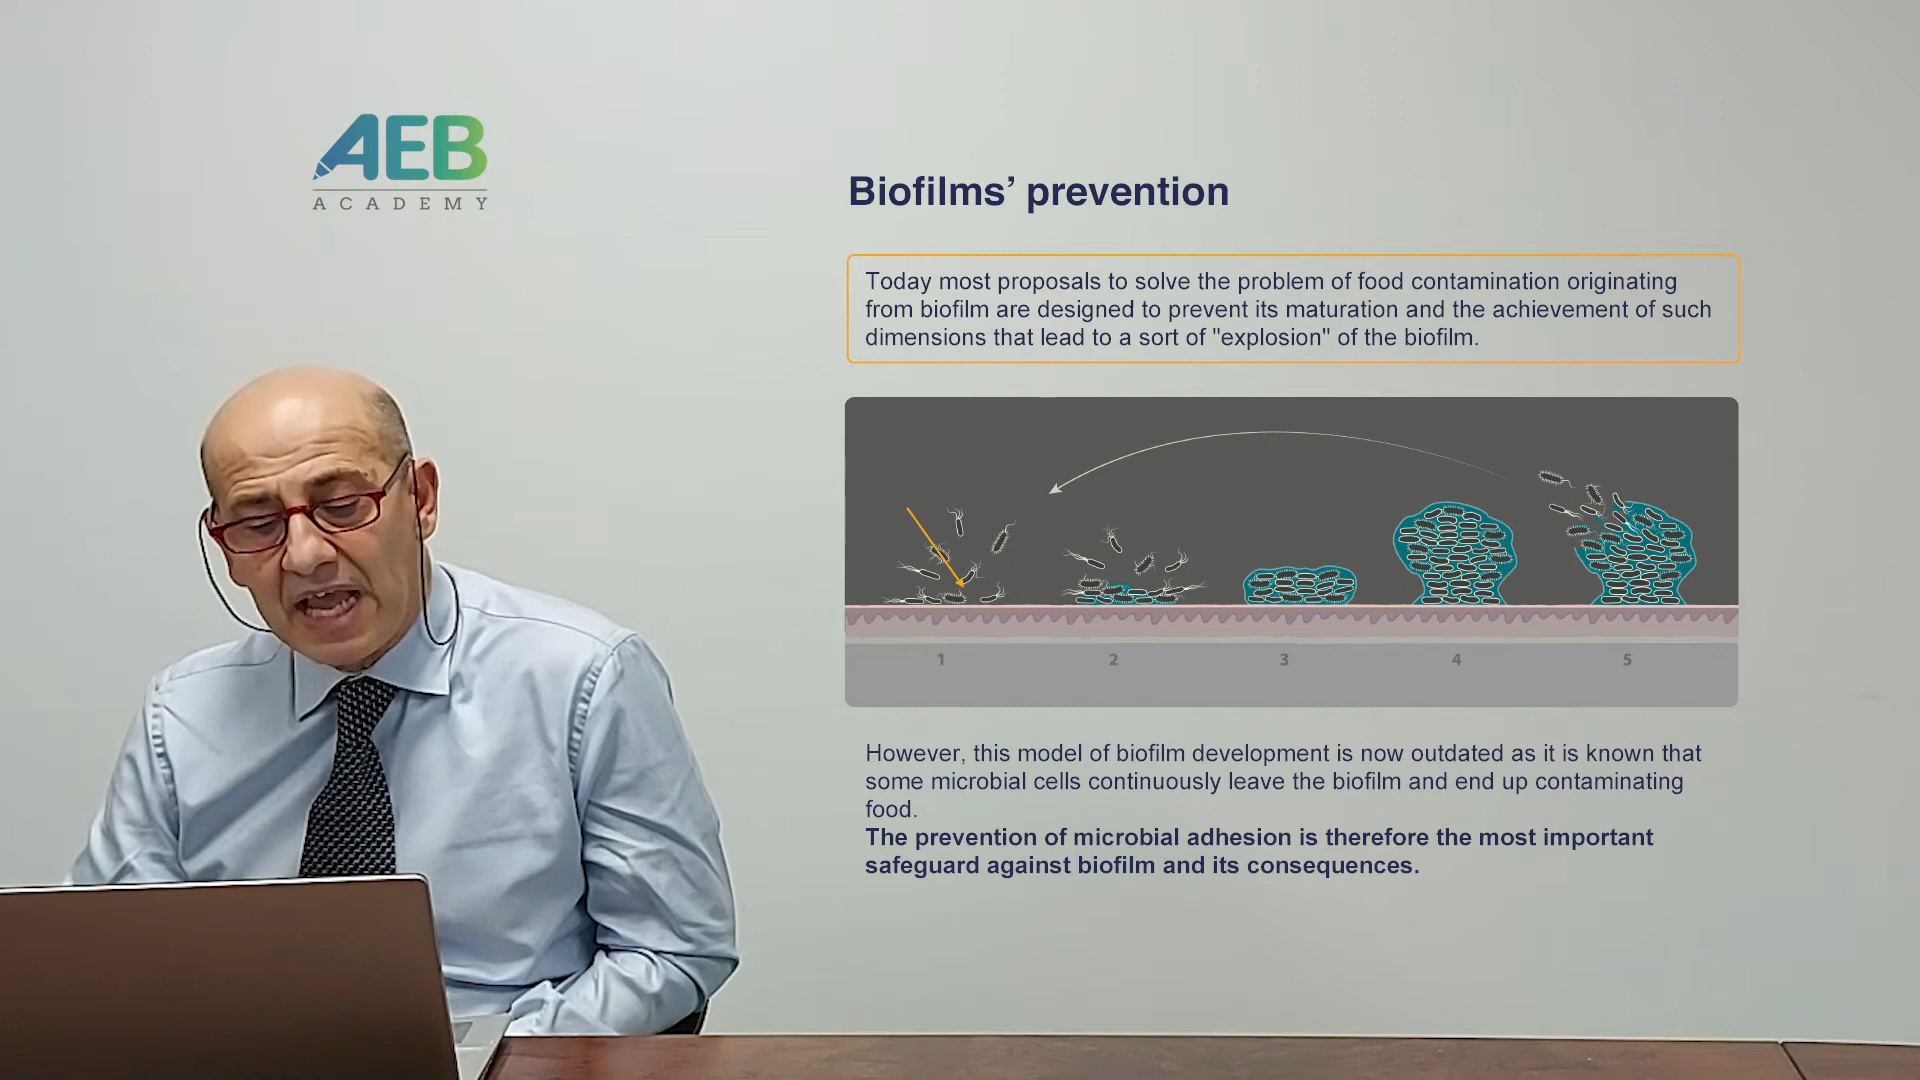 AEB
ACADEMY
Biofilms’ prevention
Today most proposals to solve the problem of food contamination originating
from biofilm are designed to prevent its maturation and the achievement of such
dimensions that lead to a sort of "explosion" of the biofilm.
1 2 3 4 5
However, this model of biofilm development is now outdated as it is known that
some microbial cells continuously leave the biofilm and end up contaminating
food.
The prevention of microbial adhesion is therefore the most important
safeguard against biofilm and its consequences.